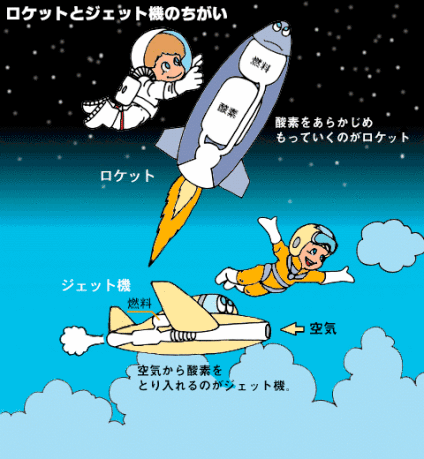 ロケットとジェット機のちがい
燃料
酸素
酸素をあらかじめ
もっていくのがロケット
ロケット
ジェット機
燃料
空気
空気から酸素を
とり入れるのがジェット機。